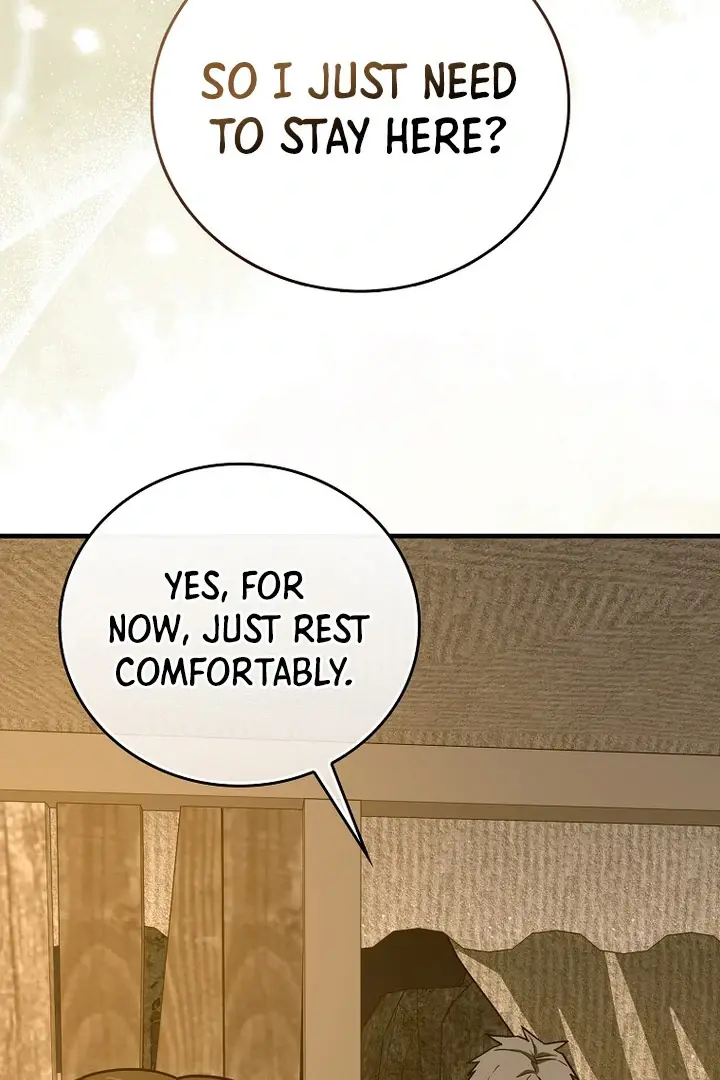 SO I JUST NEED
TO STAY HERE?
YES, FOR
NOW, JUST REST
COMFORTABLY.